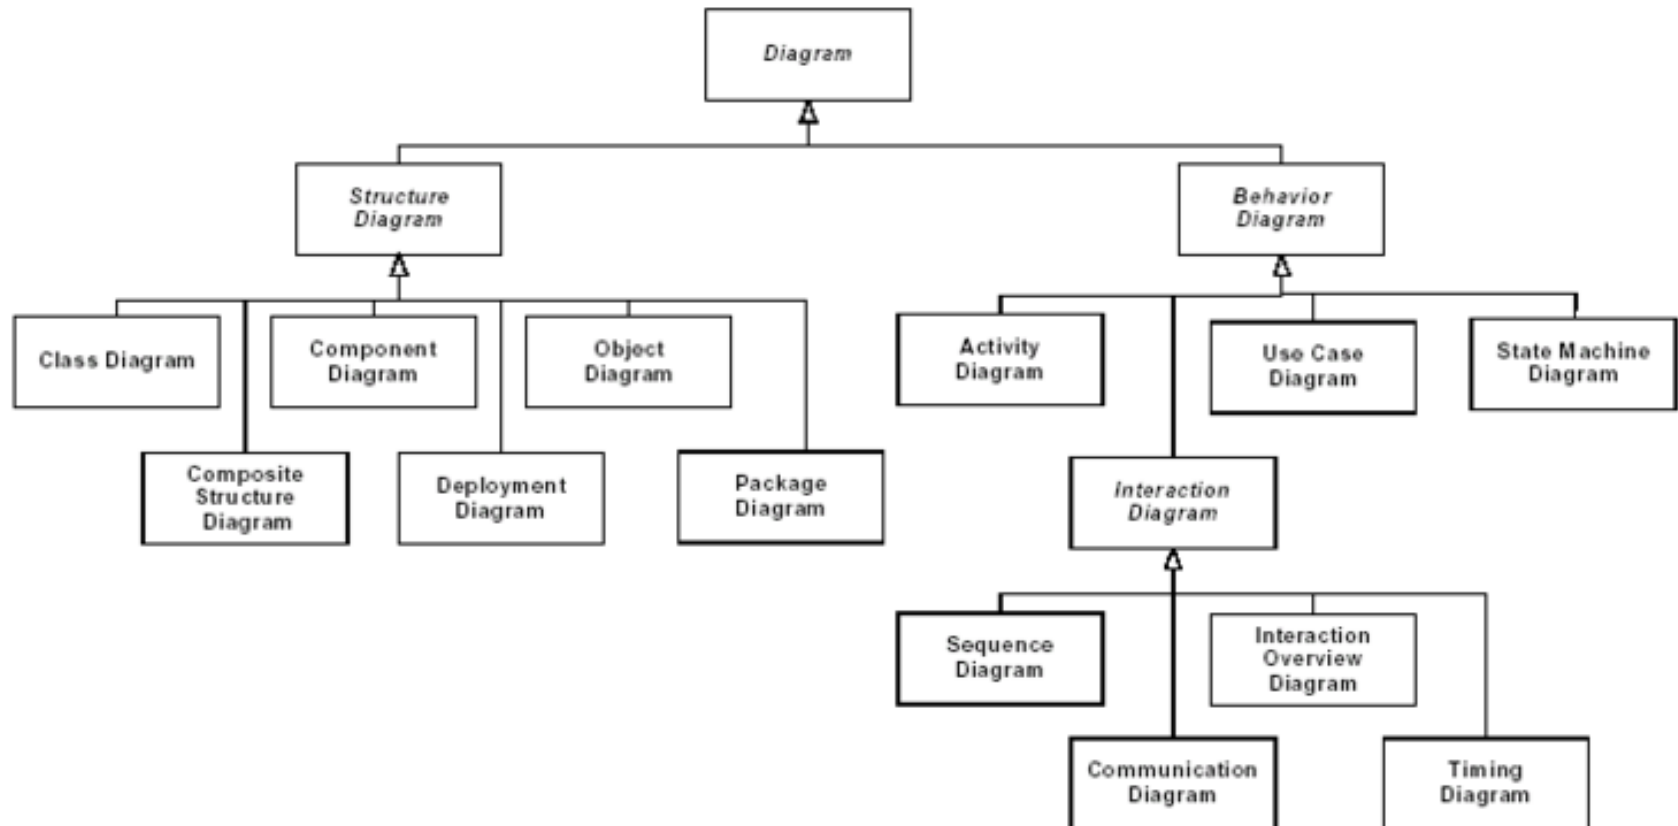 Diagram
Structure
Diagram
Behavior
Diagram
Class Diagram
Component
Diagram
Object
Diagram
Activity
Diagram
Use Case
Diagram
State Machine
Diagram
Composite
Structure
Diagram
Deployment
Diagram
Package
Diagram
Interaction
Diagram
Sequence
Diagram
Interaction
Overview
Diagram
Communication
Diagram
Timing
Diagram